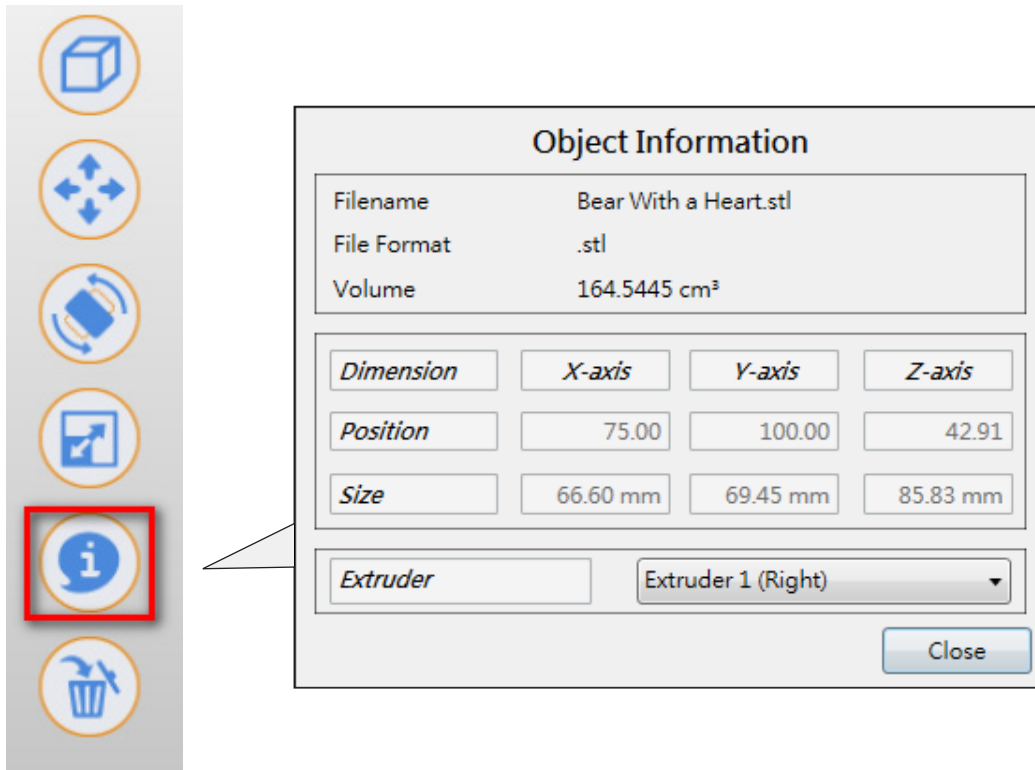 Object Information
Filename Bear With a Heart.stl
File Format .stl
Volume 164.5445 cm³
Dimension X-axis Y-axis Z-axis
Position 75.00 100.00 42.91
Size 66.60 mm 69.45 mm 85.83 mm
Extruder Extruder 1 (Right)
Close